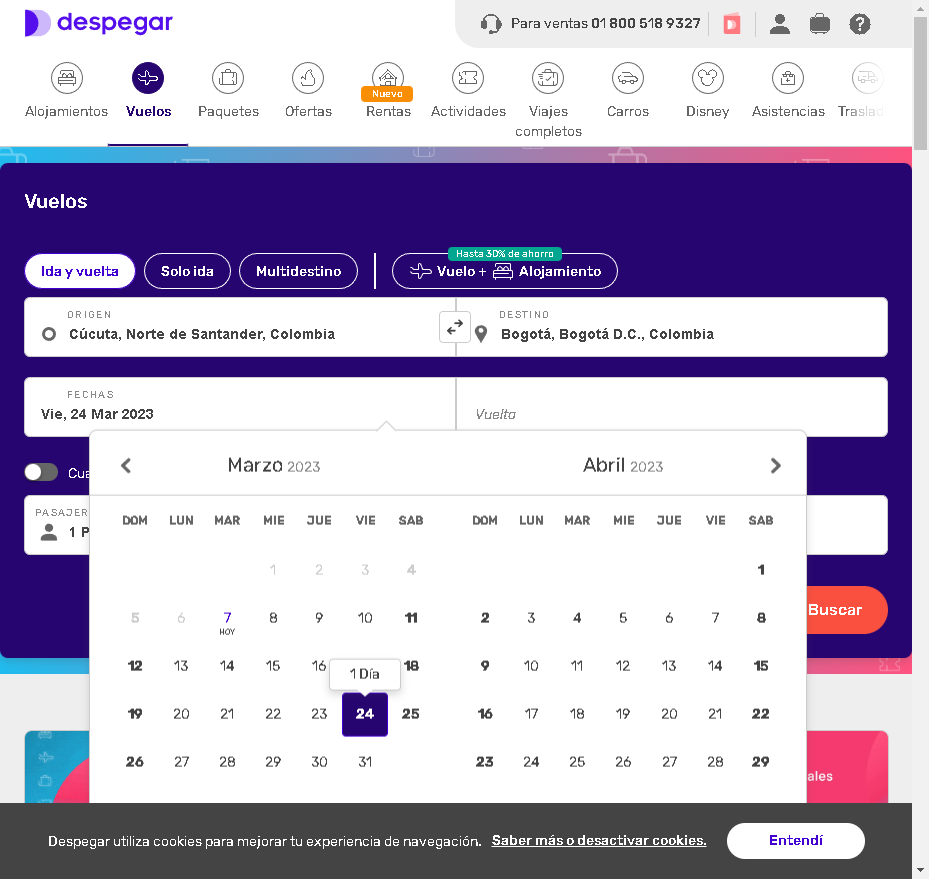 despegar
Para ventas 01 800 518 9327
Alojamientos
Vuelos
Paquetes
Ofertas
Nuevo
Rentas
Actividades
Viajes
completos
Carros
Disney
Asistencias
Traslad
Vuelos
Hasta 30% de ahorro
Ida y vuelta
Solo ida
Multidestino
Vuelo + Alojamiento
ORIGEN
Cúcuta, Norte de Santander, Colombia
DESTINO
Bogotá, Bogotá D.C., Colombia
FECHAS
Vie, 24 Mar 2023
Vuelta
Cua
PASAJER
1 P
Marzo 2023
DOM LUN MAR MIE JUE VIE SAB
1 2 3 4
5 6 7 8 9 10 11
HOY
12 13 14 15 16 18
1 Día
19 20 21 22 23 24 25
26 27 28 29 30 31
Abril 2023
DOM LUN MAR MIE JUE VIE SAB
1
2 3 4 5 6 7 8
9 10 11 12 13 14 15
16 17 18 19 20 21 22
23 24 25 26 27 28 29
Buscar
ales
Despegar utiliza cookies para mejorar tu experiencia de navegación. Saber más o desactivar cookies.
Entendí